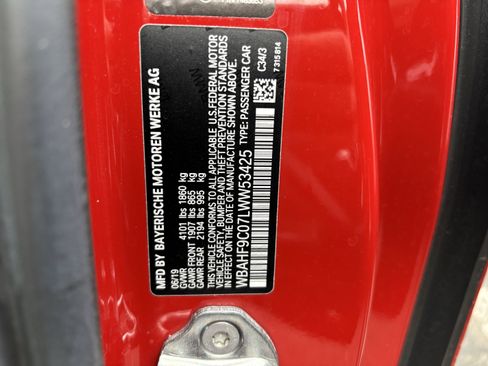 MFD BY BAYERISCHE MOTOREN WERKE AG
06/19
GVWR 4101 lbs 1860 kg
GAWR FRONT 1907 lbs 865 kg
GAWR REAR 2194 lbs 995 kg
THIS VEHICLE CONFORMS TO ALL APPLICABLE U.S.FEDERAL MOTOR
VEHICLE SAFETY, BUMPER AND THEFT PREVENTION STANDARDS
IN EFFECT ON THE DATE OF MANUFACTURE SHOWN ABOVE.
WBAHF9C07LWW53425 TYPE: PASSENGER CAR
C34/3
7 315 814